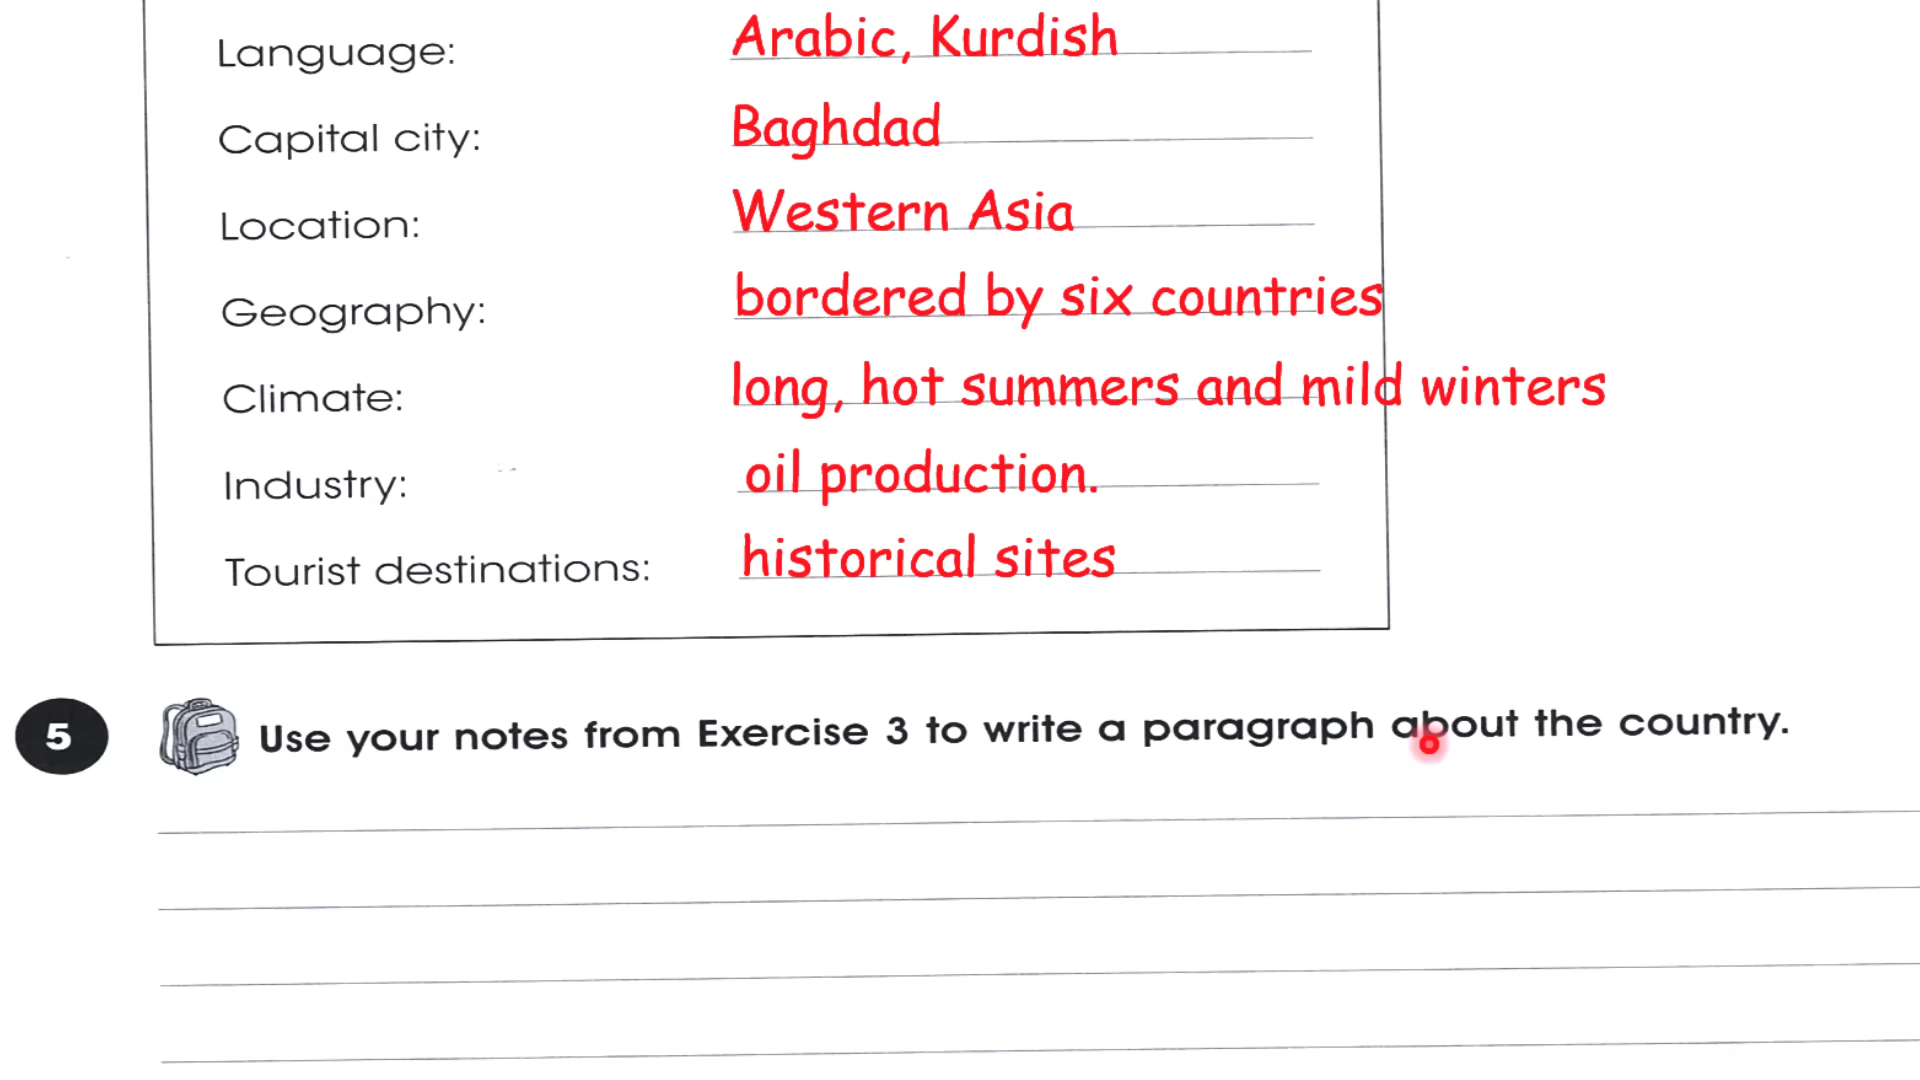 Language: Arabic, Kurdish
Capital city: Baghdad
Location: Western Asia
Geography: bordered by six countries
Climate: long, hot summers and mild winters
Industry: oil production.
Tourist destinations: historical sites
5 Use your notes from Exercise 3 to write a paragraph about the country.